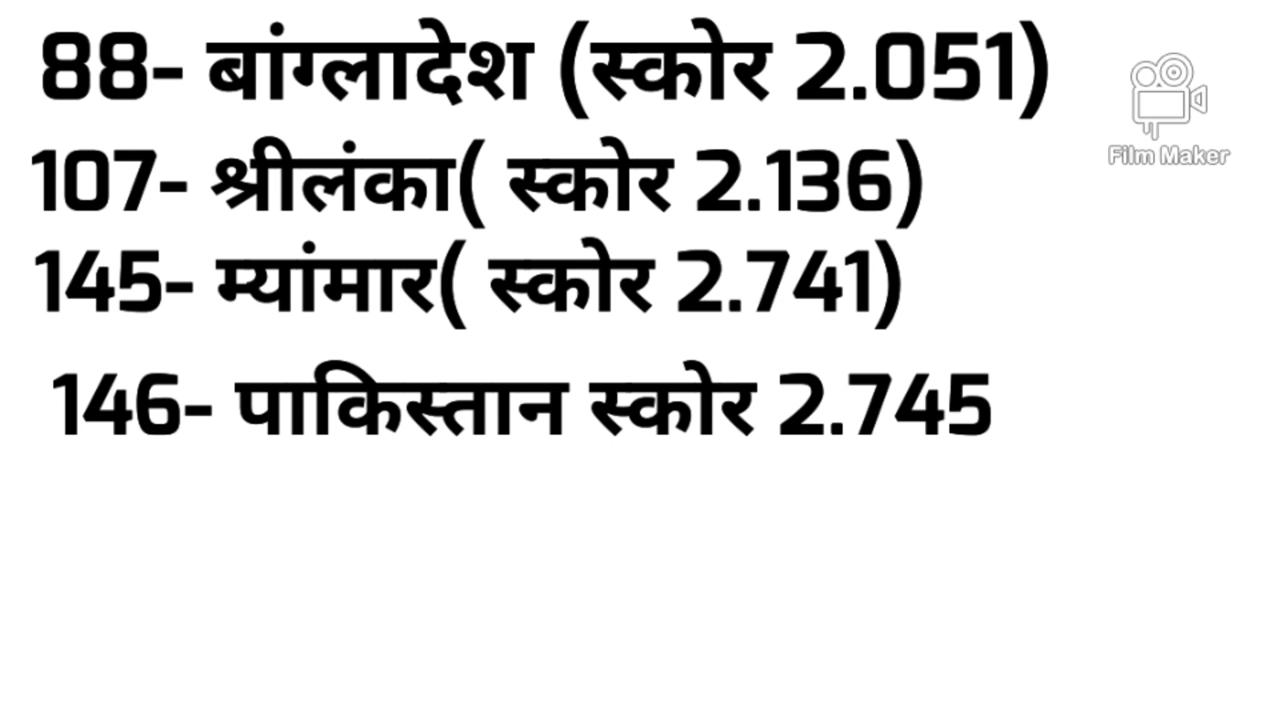 88- बांग्लादेश (स्कोर 2.051)
Film Maker
107- श्रीलंका( स्कोर 2.136)
145- म्यांमार( स्कोर 2.741)
146- पाकिस्तान स्कोर 2.745